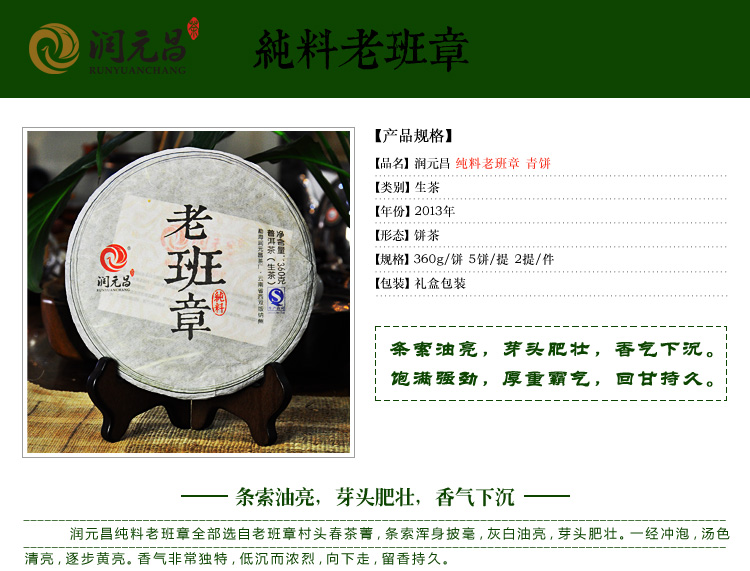 润元昌
茶
RUNYUANCHANG
純料老班章
【产品规格】
【品名】 润元昌 纯料老班章 青饼
【类别】 生茶
【年份】 2013年
【形态】 饼茶
【规格】 360g/饼 5饼/提 2提/件
【包装】 礼盒包装
老班章
純料
润元昌
RUNYUANCHANG
净含量:360克
普洱茶(生茶)
条索油亮，芽头肥壮，香气下沉。
饱满强劲，厚重霸气，回甘持久。
条索油亮，芽头肥壮，香气下沉
润元昌纯料老班章全部选自老班章村头春茶菁，条索浑身披毫，灰白油亮，芽头肥壮。一经冲泡，汤色
清亮，逐步黄亮。香气非常独特，低沉而浓烈，向下走，留香持久。